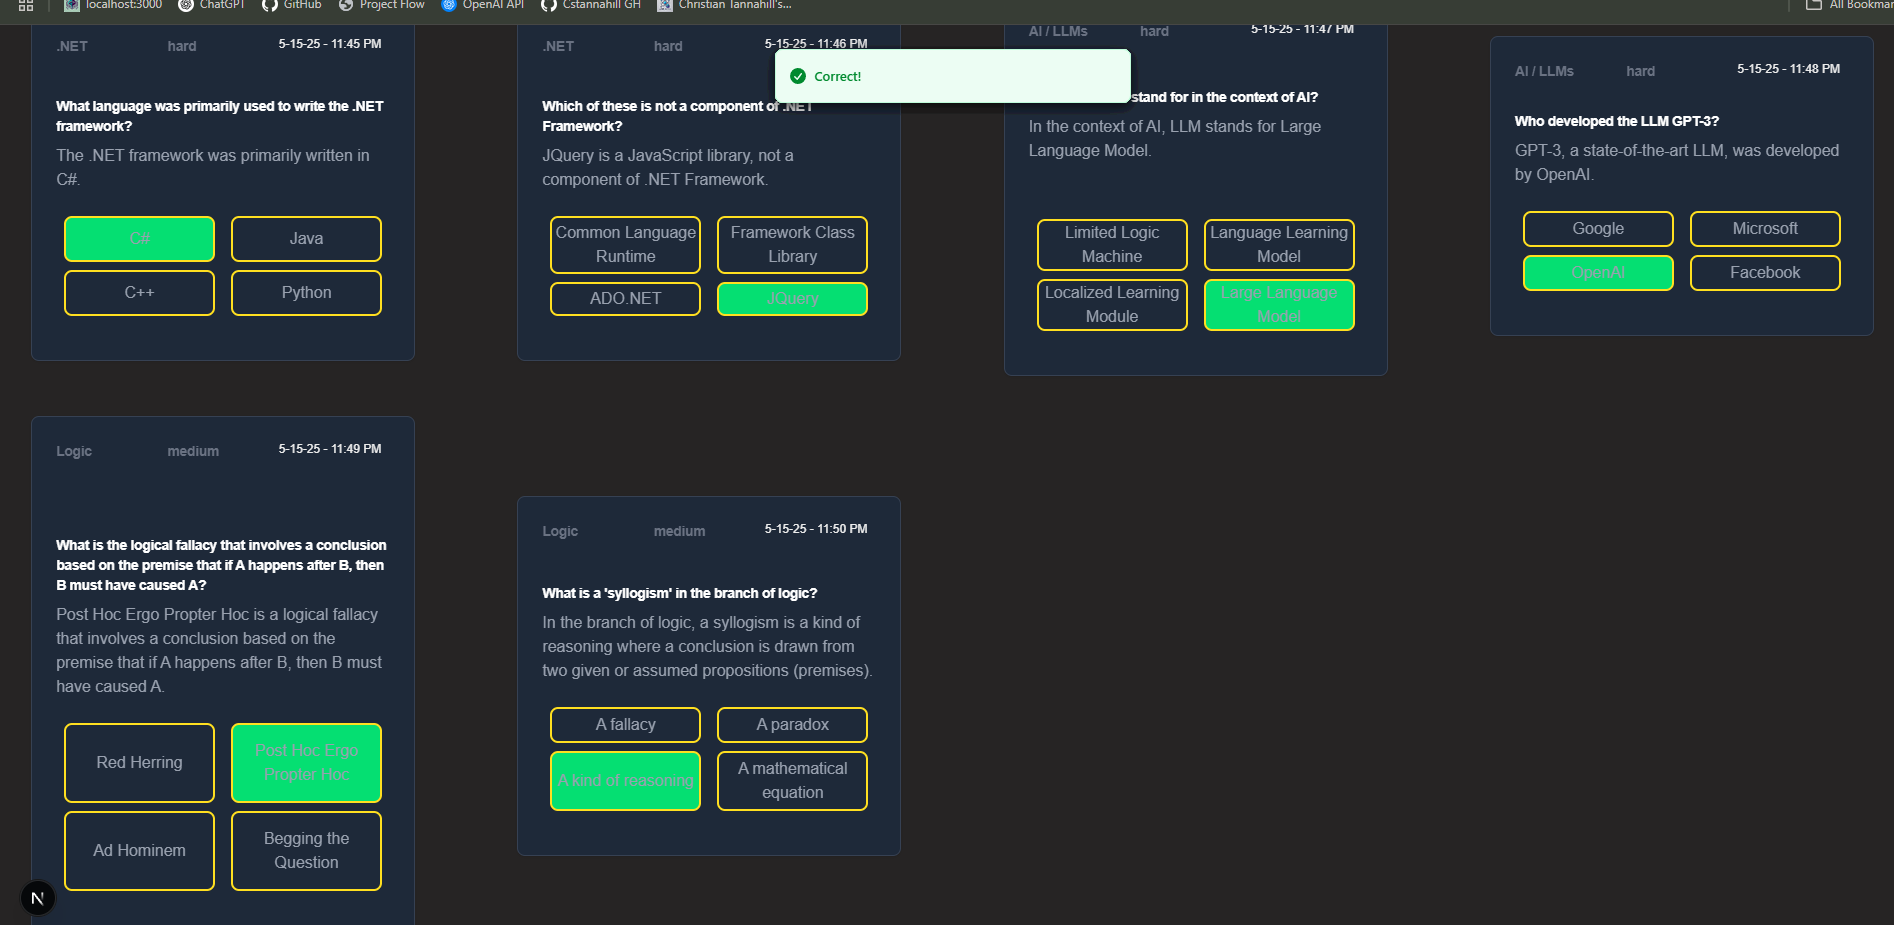 localhost:3000
ChatGPT
GitHub
Project Flow
OpenAI API
Cstannahill GH
Christian Tannahill's...
All Bookmar
.NET
hard
5-15-25 - 11:45 PM
What language was primarily used to write the .NET
framework?
The .NET framework was primarily written in
C#.
C#
Java
C++
Python
.NET
hard
5-15-25 - 11:46 PM
Correct!
Which of these is not a component of .NET
Framework?
JQuery is a JavaScript library, not a
component of .NET Framework.
Common Language
Runtime
Framework Class
Library
ADO.NET
JQuery
AI / LLMs
hard
5-15-25 - 11:47 PM
stand for in the context of AI?
In the context of AI, LLM stands for Large
Language Model.
Limited Logic
Machine
Language Learning
Model
Localized Learning
Module
Large Language
Model
AI / LLMs
hard
5-15-25 - 11:48 PM
Who developed the LLM GPT-3?
GPT-3, a state-of-the-art LLM, was developed
by OpenAI.
Google
Microsoft
OpenAI
Facebook
Logic
medium
5-15-25 - 11:49 PM
What is the logical fallacy that involves a conclusion
based on the premise that if A happens after B, then
B must have caused A?
Post Hoc Ergo Propter Hoc is a logical fallacy
that involves a conclusion based on the
premise that if A happens after B, then B must
have caused A.
Red Herring
Post Hoc Ergo
Propter Hoc
Ad Hominem
Begging the
Question
Logic
medium
5-15-25 - 11:50 PM
What is a 'syllogism' in the branch of logic?
In the branch of logic, a syllogism is a kind of
reasoning where a conclusion is drawn from
two given or assumed propositions (premises).
A fallacy
A paradox
A kind of reasoning
A mathematical
equation
N